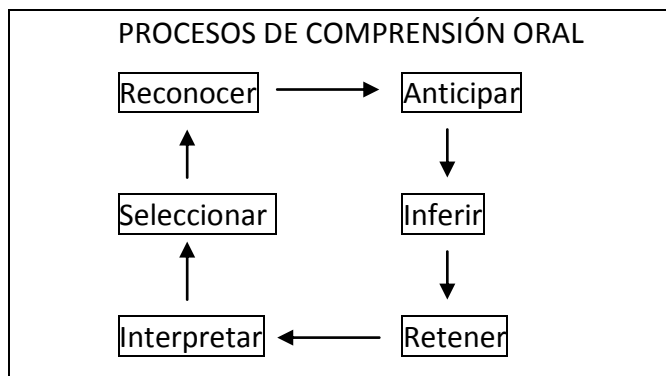 PROCESOS DE COMPRENSIÓN ORAL
Reconocer Anticipar
Seleccionar Inferir
Interpretar Retener